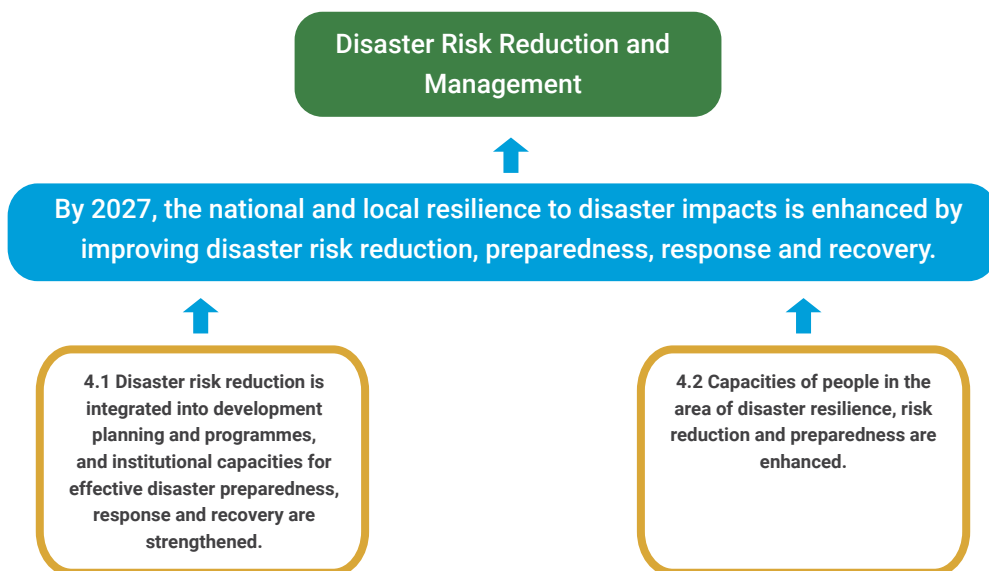 Disaster Risk Reduction and
Management
By 2027, the national and local resilience to disaster impacts is enhanced by
improving disaster risk reduction, preparedness, response and recovery.
4.1 Disaster risk reduction is
integrated into development
planning and programmes,
and institutional capacities for
effective disaster preparedness,
response and recovery are
strengthened.
4.2 Capacities of people in the
area of disaster resilience, risk
reduction and preparedness are
enhanced.